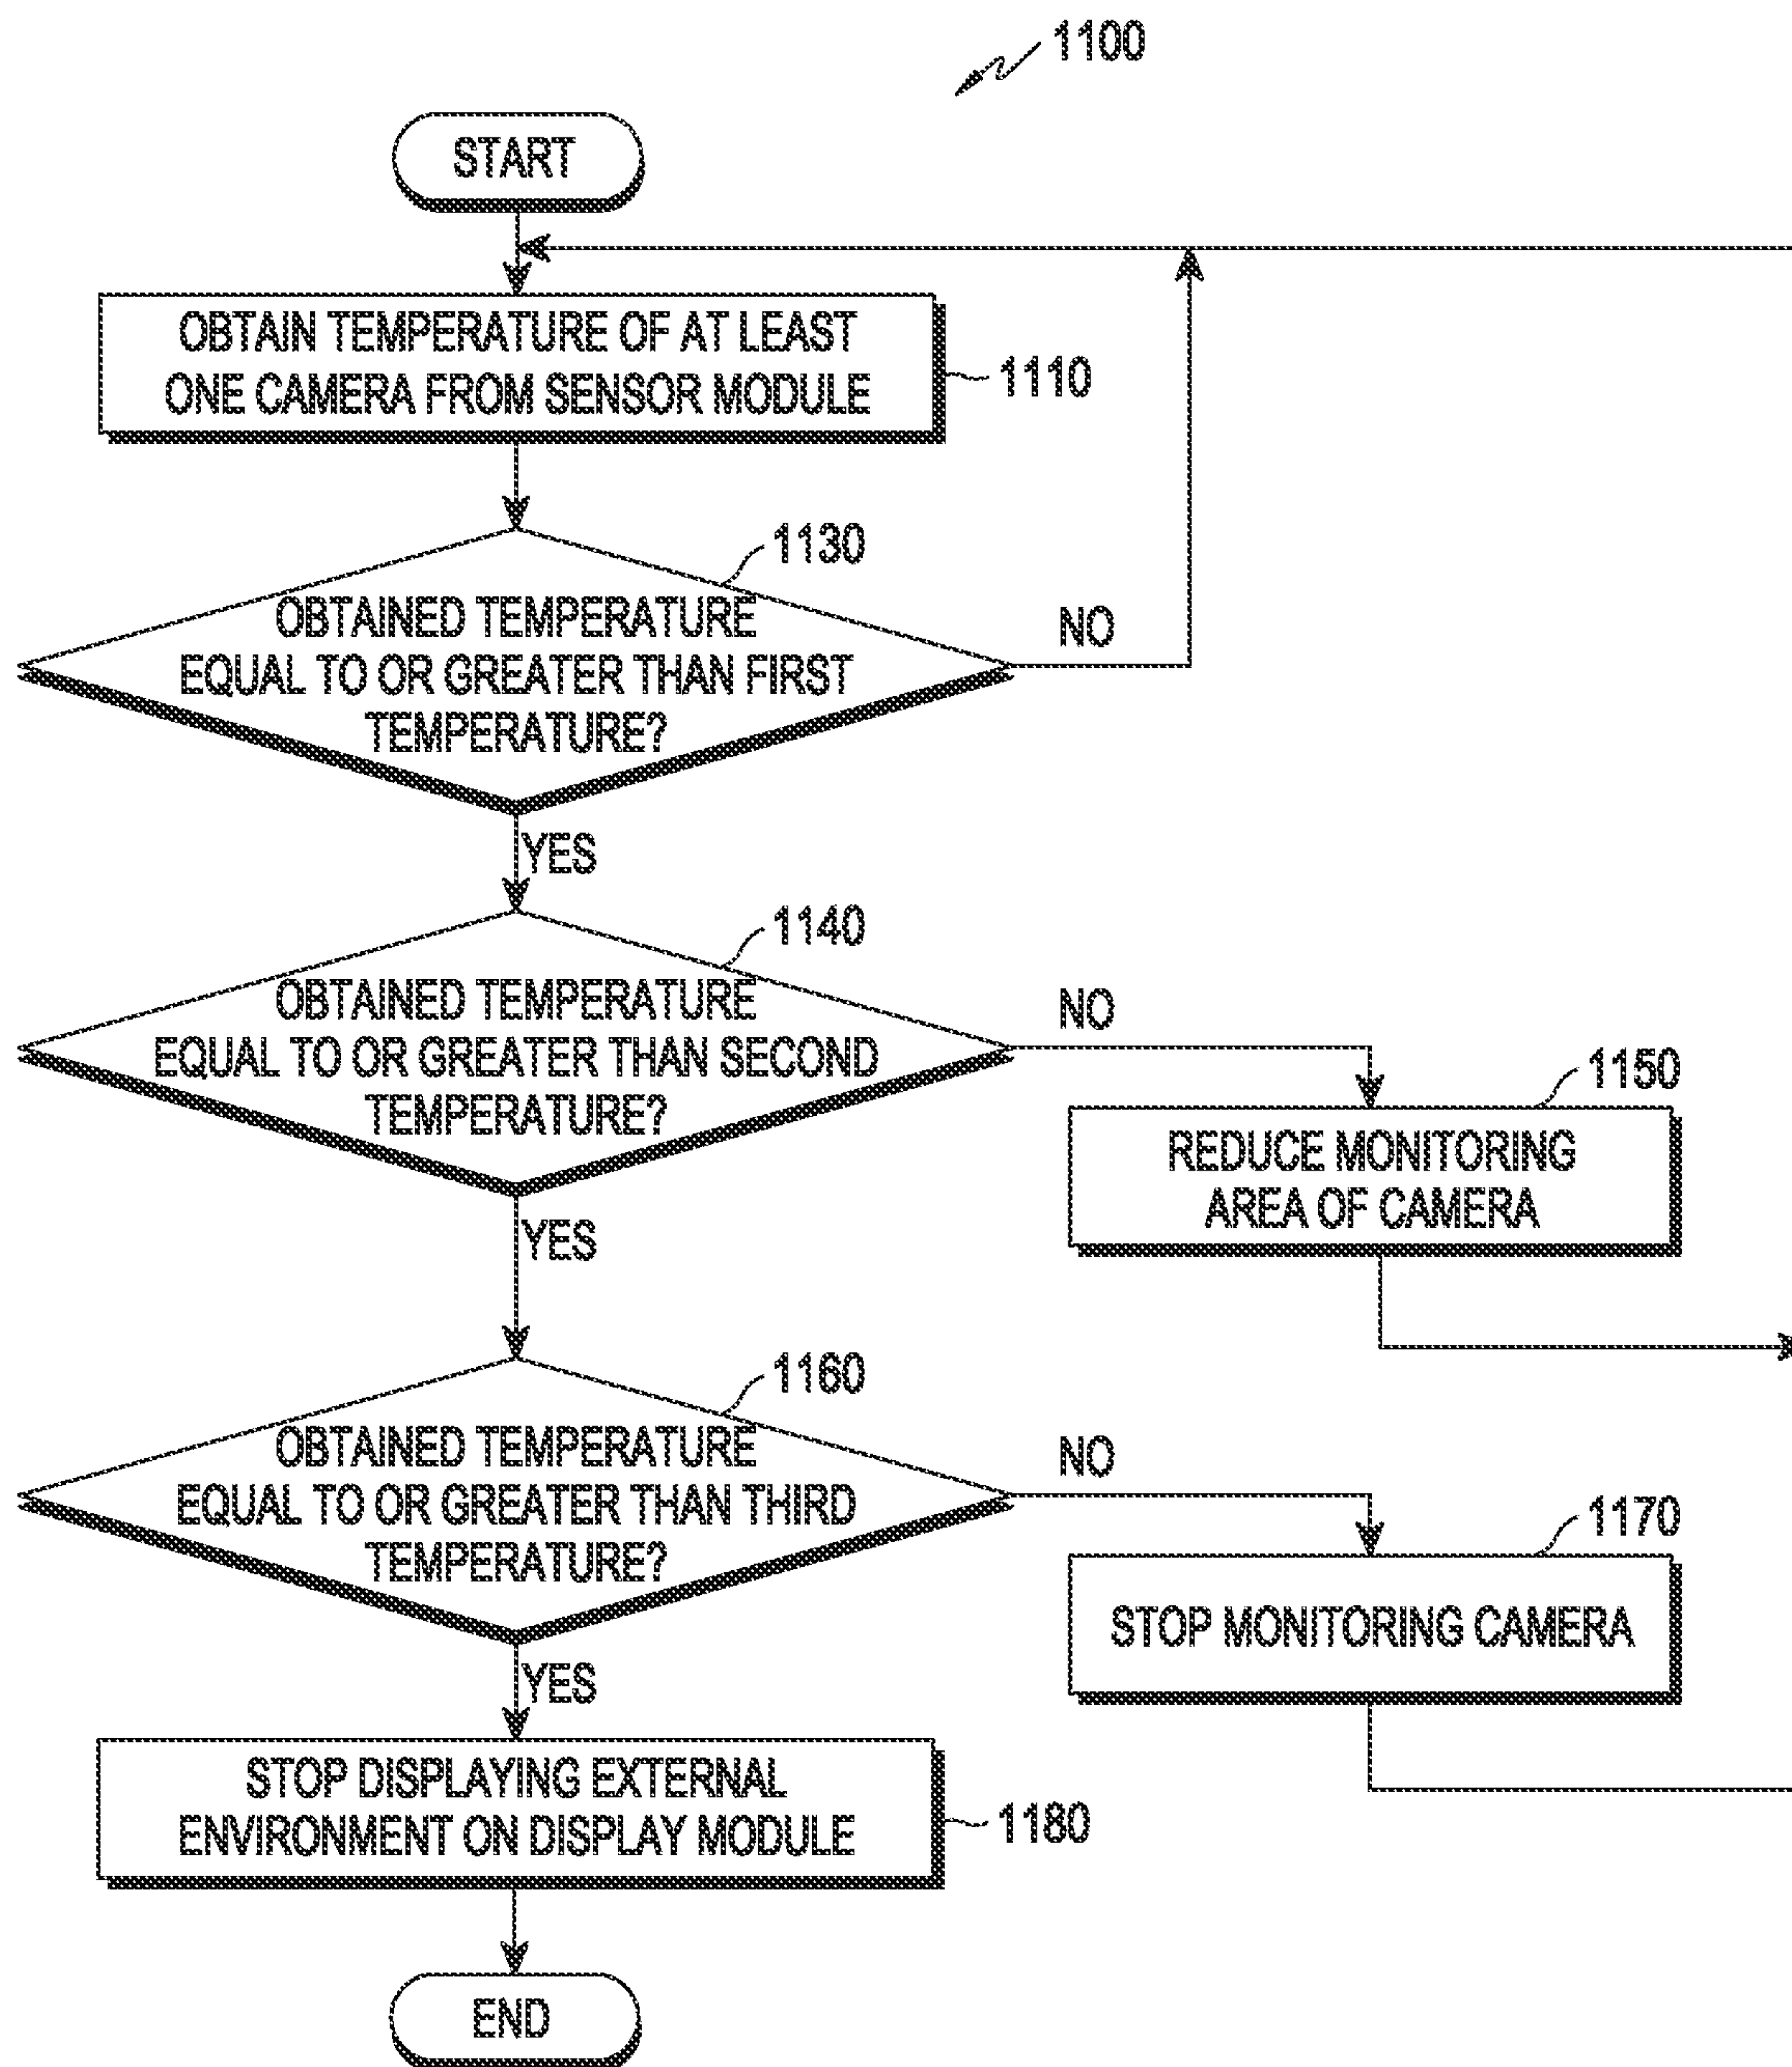 1100
START
OBTAIN TEMPERATURE OF AT LEAST
ONE CAMERA FROM SENSOR MODULE
1110
1130
OBTAINED TEMPERATURE
EQUAL TO OR GREATER THAN FIRST
TEMPERATURE?
NO
YES
1140
OBTAINED TEMPERATURE
EQUAL TO OR GREATER THAN SECOND
TEMPERATURE?
NO
1150
REDUCE MONITORING
AREA OF CAMERA
YES
1160
OBTAINED TEMPERATURE
EQUAL TO OR GREATER THAN THIRD
TEMPERATURE?
NO
1170
STOP MONITORING CAMERA
YES
STOP DISPLAYING EXTERNAL
ENVIRONMENT ON DISPLAY MODULE
1180
END